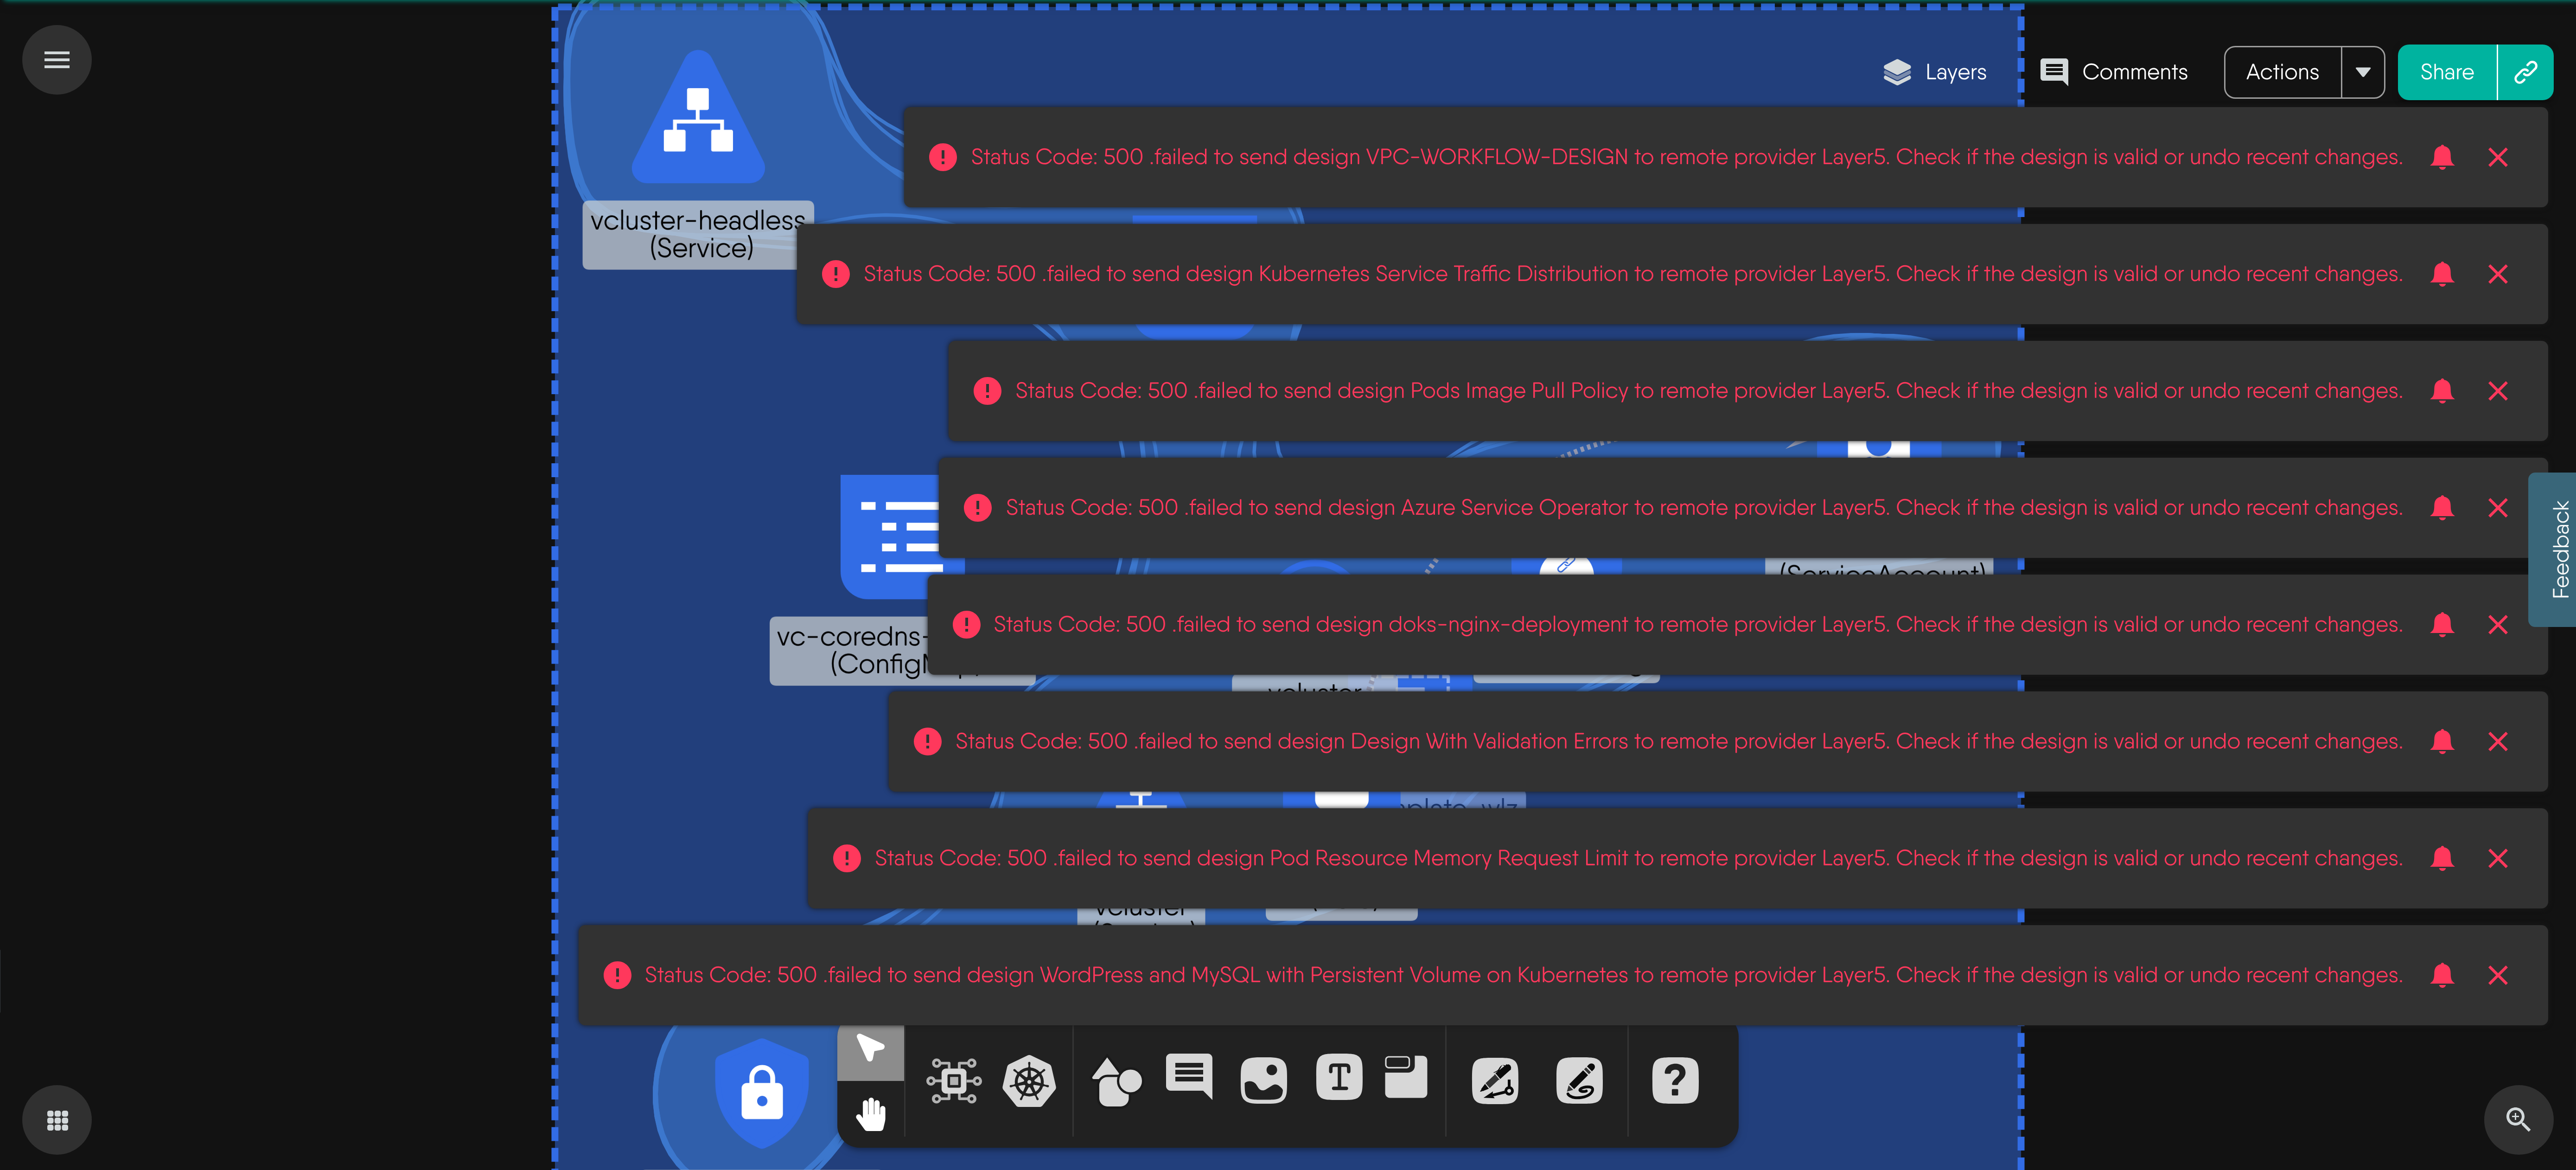 Layers
Comments
Actions
Share
vcluster-headless
(Service)
Status Code: 500 .failed to send design VPC-WORKFLOW-DESIGN to remote provider Layer5. Check if the design is valid or undo recent changes.
Status Code: 500 .failed to send design Kubernetes Service Traffic Distribution to remote provider Layer5. Check if the design is valid or undo recent changes.
Status Code: 500 .failed to send design Pods Image Pull Policy to remote provider Layer5. Check if the design is valid or undo recent changes.
Status Code: 500 .failed to send design Azure Service Operator to remote provider Layer5. Check if the design is valid or undo recent changes.
(ServiceAccount)
Feedback
Status Code: 500 .failed to send design doks-nginx-deployment to remote provider Layer5. Check if the design is valid or undo recent changes.
vc-coredns-
vcluster
Status Code: 500 .failed to send design Design With Validation Errors to remote provider Layer5. Check if the design is valid or undo recent changes.
Status Code: 500 .failed to send design Pod Resource Memory Request Limit to remote provider Layer5. Check if the design is valid or undo recent changes.
vcluster
Status Code: 500 .failed to send design WordPress and MySQL with Persistent Volume on Kubernetes to remote provider Layer5. Check if the design is valid or undo recent changes.